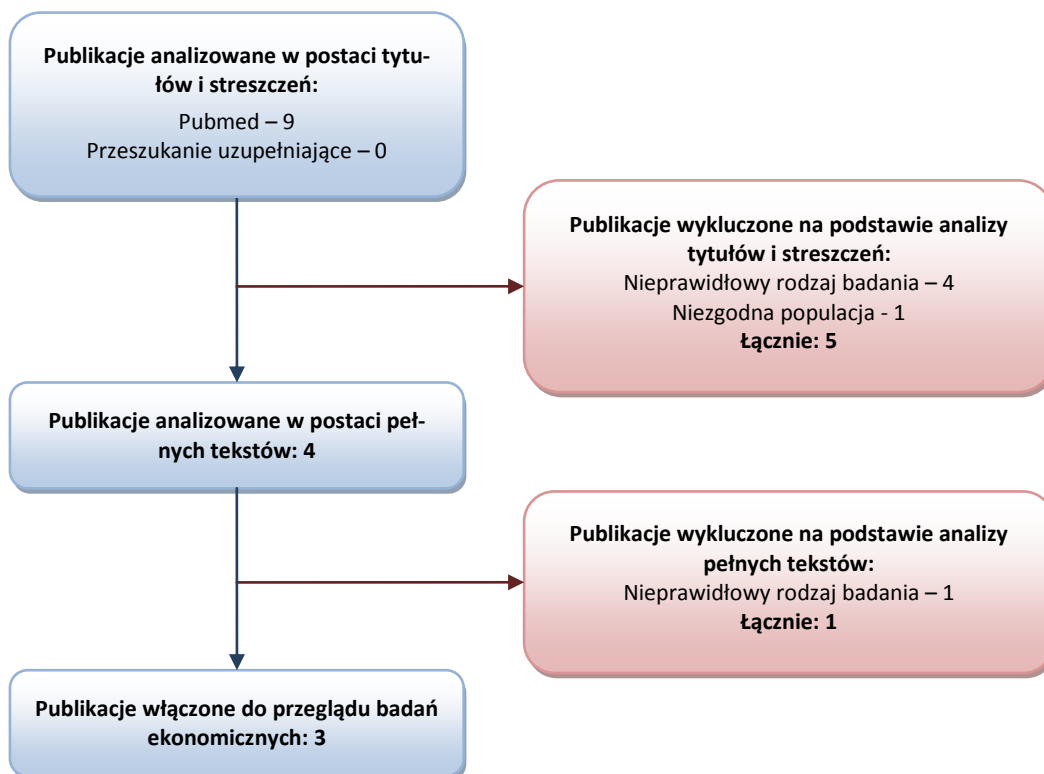 Publikacje analizowane w postaci tytu-
łów i streszczeń:
Pubmed – 9
Przeszukanie uzupełniające – 0
Publikacje wykluczone na podstawie analizy
tytułów i streszczeń:
Nieprawidłowy rodzaj badania – 4
Niezgodna populacja - 1
Łącznie: 5
Publikacje analizowane w postaci peł-
nych tekstów: 4
Publikacje wykluczone na podstawie analizy
pełnych tekstów:
Nieprawidłowy rodzaj badania – 1
Łącznie: 1
Publikacje włączone do przeglądu badań
ekonomicznych: 3